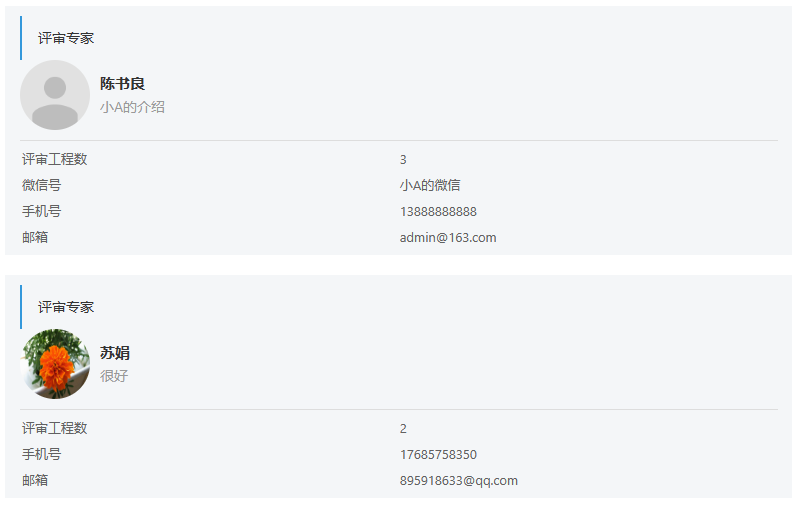 评审专家
陈书良
小A的介绍
评审工程数 3
微信号 小A的微信
手机号 13888888888
邮箱 admin@163.com
评审专家
苏娟
很好
评审工程数 2
手机号 17685758350
邮箱 895918633@qq.com